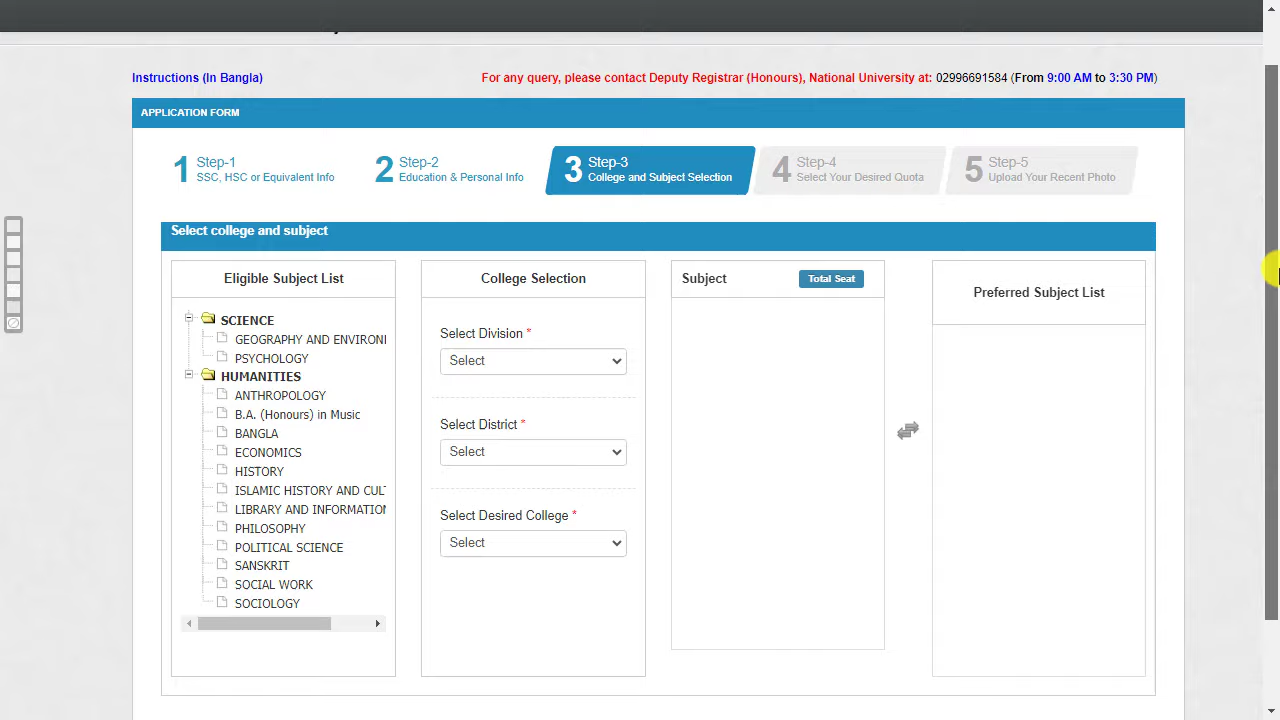 Instructions (In Bangla)
For any query, please contact Deputy Registrar (Honours), National University at: 02996691584 (From 9:00 AM to 3:30 PM)
APPLICATION FORM
1 Step-1
SSC, HSC or Equivalent Info
2 Step-2
Education & Personal Info
3 Step-3
College and Subject Selection
4 Step-4
Select Your Desired Quota
5 Step-5
Upload Your Recent Photo
Select college and subject
Eligible Subject List
SCIENCE
GEOGRAPHY AND ENVIRONI
PSYCHOLOGY
HUMANITIES
ANTHROPOLOGY
B.A. (Honours) in Music
BANGLA
ECONOMICS
HISTORY
ISLAMIC HISTORY AND CUL
LIBRARY AND INFORMATION
PHILOSOPHY
POLITICAL SCIENCE
SANSKRIT
SOCIAL WORK
SOCIOLOGY
College Selection
Select Division *
Select
Select District *
Select
Select Desired College *
Select
Subject
Total Seat
Preferred Subject List